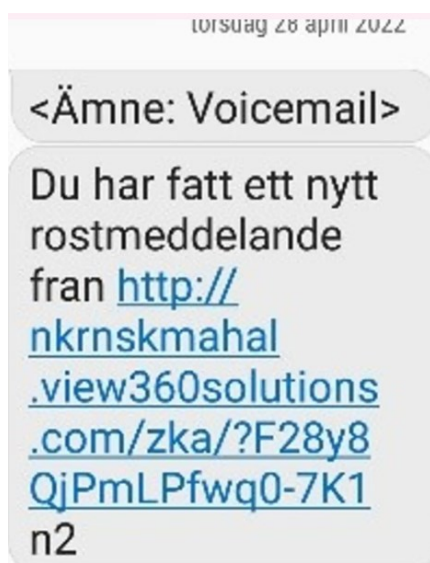 torsdag 28 april 2022
<Ämne: Voicemail>
Du har fatt ett nytt
rostmeddelande
fran http://
nkrnskmahal
.view360solutions
.com/zka/?F28y8
QjPmLPfwq0-7K1
n2